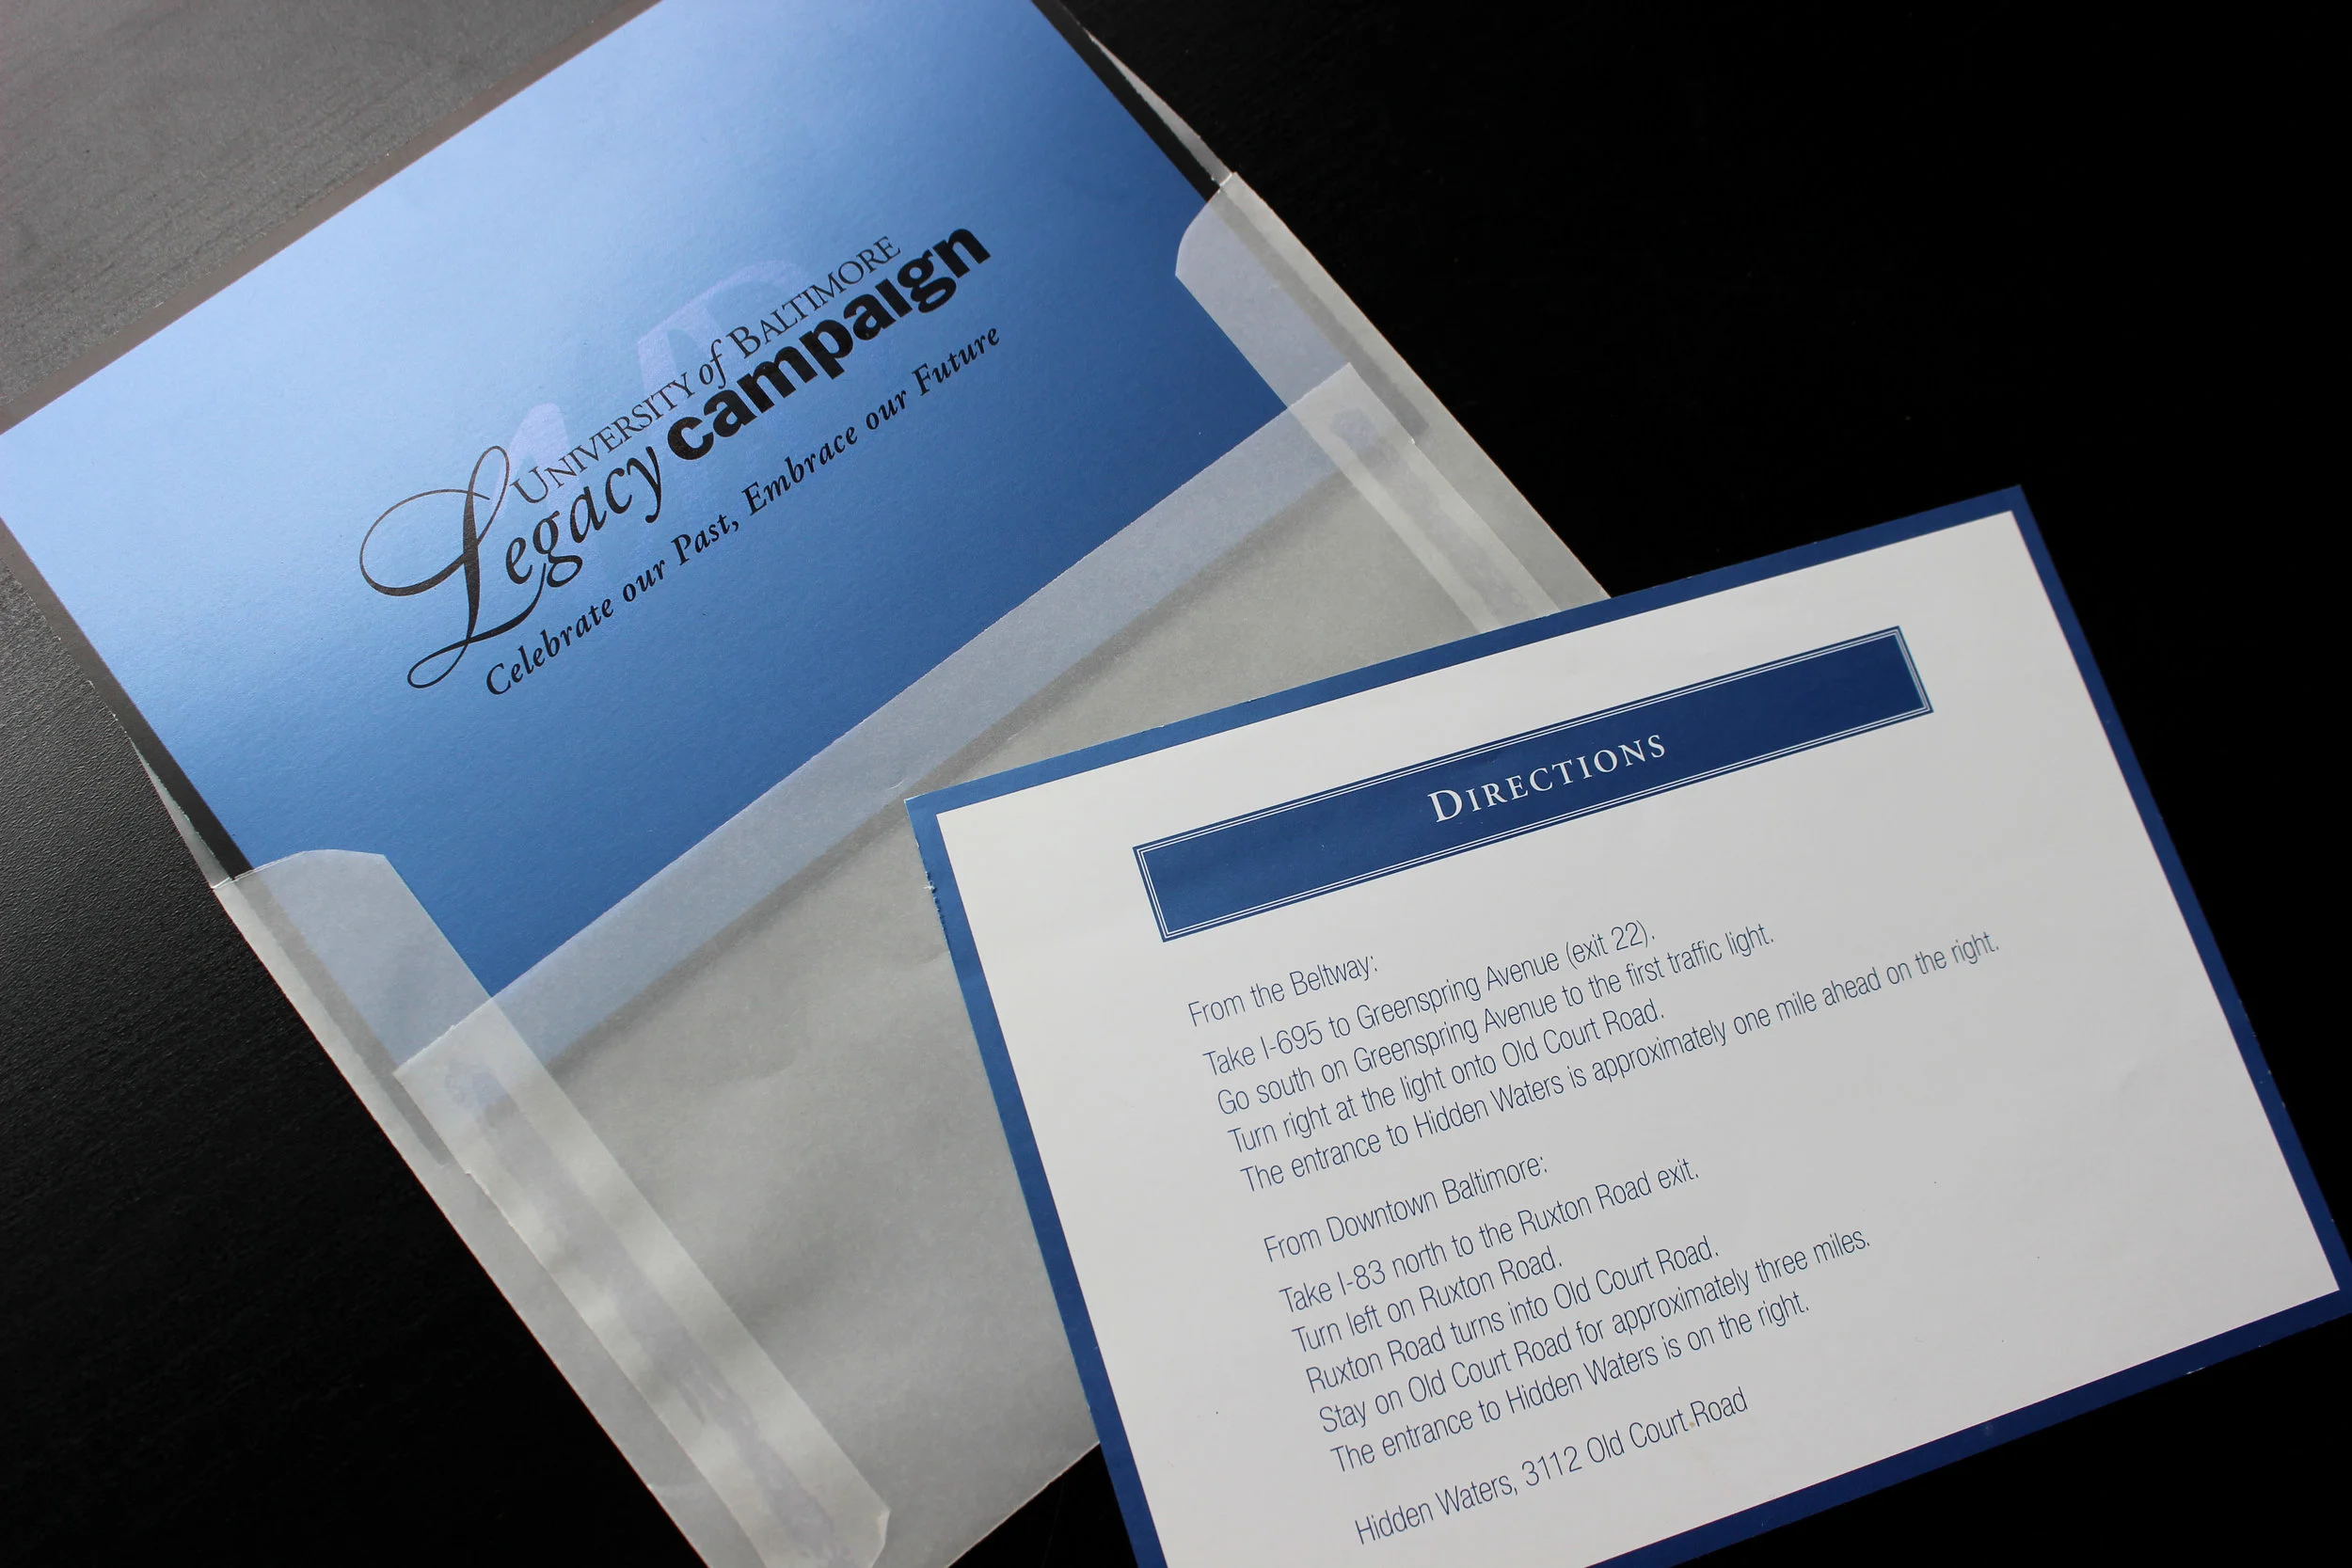 University of Baltimore
Legacy campaign
Celebrate our Past, Embrace our Future
Directions
From the Beltway:
Take I-695 to Greenspring Avenue (exit 22).
Go south on Greenspring Avenue to the first traffic light.
Turn right at the light onto Old Court Road.
The entrance to Hidden Waters is approximately one mile ahead on the right.
From Downtown Baltimore:
Take I-83 north to the Ruxton Road exit.
Turn left on Ruxton Road.
Ruxton Road turns into Old Court Road.
Stay on Old Court Road for approximately three miles.
The entrance to Hidden Waters is on the right.
Hidden Waters, 3112 Old Court Road